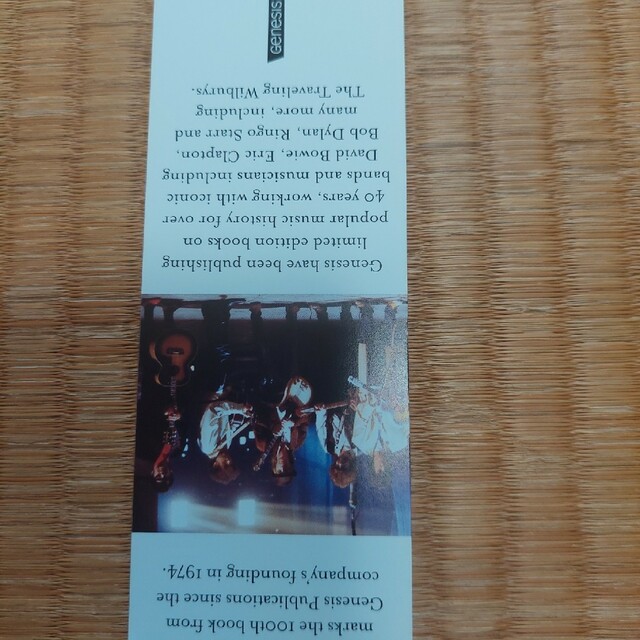 marks the 100th book from
Genesis Publications since the
company's founding in 1974.
Genesis have been publishing
limited edition books on
popular music history for over
40 years, working with iconic
bands and musicians including
David Bowie, Eric Clapton,
Bob Dylan, Ringo Starr and
many more, including
The Traveling Wilburys.
Genesis